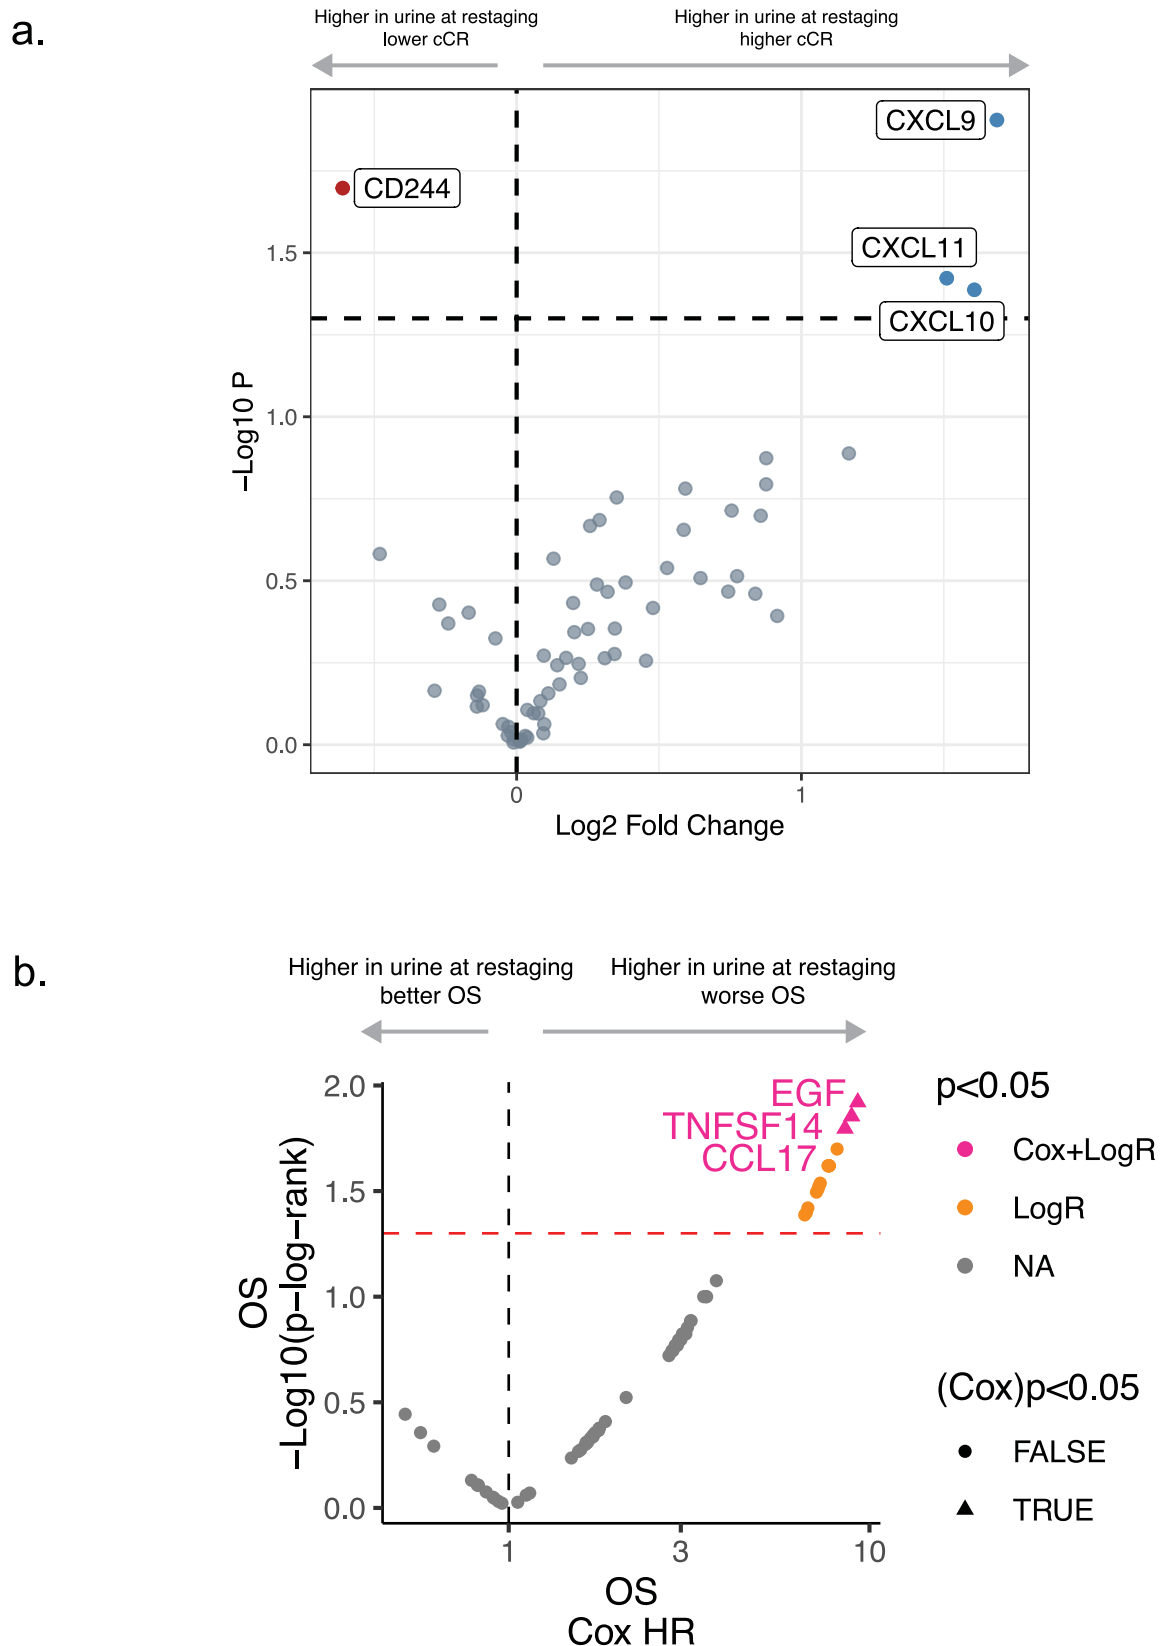 a.
Higher in urine at restaging
lower cCR
Higher in urine at restaging
higher cCR
CXCL9
CD244
CXCL11
CXCL10
1.5
1.0
0.5
0.0
−Log10 P
0
1
Log2 Fold Change
b.
Higher in urine at restaging
better OS
Higher in urine at restaging
worse OS
EGF
TNFSF14
CCL17
2.0
1.5
1.0
0.5
0.0
OS
−Log10(p−log−rank)
1
3
10
OS
Cox HR
p<0.05
Cox+LogR
LogR
NA
(Cox)p<0.05
FALSE
TRUE